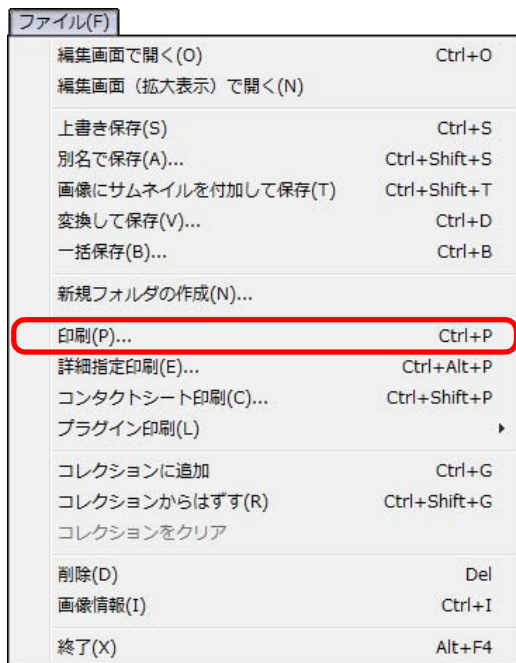 ファイル(F)
編集画面で開く(O) Ctrl+O
編集画面（拡大表示）で開く(N)
上書き保存(S) Ctrl+S
別名で保存(A)... Ctrl+Shift+S
画像にサムネイルを付加して保存(T) Ctrl+Shift+T
変換して保存(V)... Ctrl+D
一括保存(B)... Ctrl+B
新規フォルダの作成(N)...
印刷(P)... Ctrl+P
詳細指定印刷(E)... Ctrl+Alt+P
コンタクトシート印刷(C)... Ctrl+Shift+P
プラグイン印刷(L)
コレクションに追加 Ctrl+G
コレクションからはずす(R) Ctrl+Shift+G
コレクションをクリア
削除(D) Del
画像情報(I) Ctrl+I
終了(X) Alt+F4